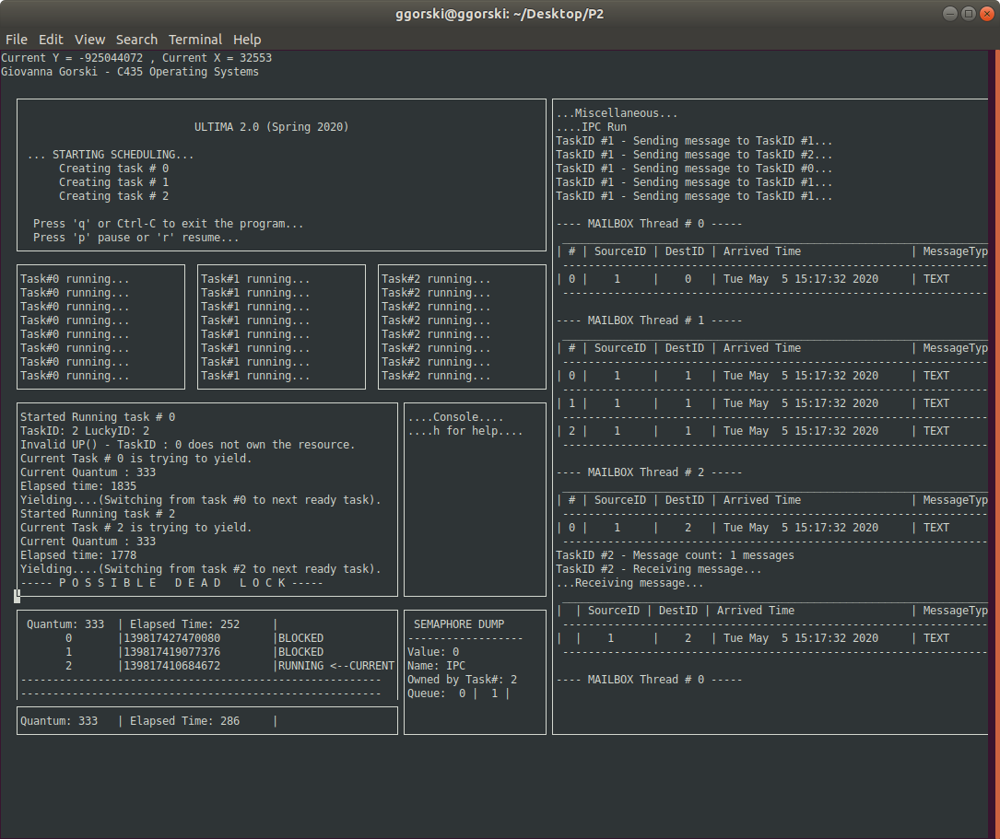 ggorski@ggorski: ~/Desktop/P2
File Edit View Search Terminal Help
Current Y = -925044072 , Current X = 32553
Giovanna Gorski - C435 Operating Systems
ULTIMA 2.0 (Spring 2020)
... STARTING SCHEDULING...
Creating task # 0
Creating task # 1
Creating task # 2
Press 'q' or Ctrl-C to exit the program...
Press 'p' pause or 'r' resume...
Task#0 running...
Task#0 running...
Task#0 running...
Task#0 running...
Task#0 running...
Task#0 running...
Task#0 running...
Task#0 running...
Task#1 running...
Task#1 running...
Task#1 running...
Task#1 running...
Task#1 running...
Task#1 running...
Task#1 running...
Task#1 running...
Task#2 running...
Task#2 running...
Task#2 running...
Task#2 running...
Task#2 running...
Task#2 running...
Task#2 running...
Task#2 running...
Started Running task # 0
TaskID: 2 LuckyID: 2
Invalid UP() - TaskID : 0 does not own the resource.
Current Task # 0 is trying to yield.
Current Quantum : 333
Elapsed time: 1835
Yielding....(Switching from task #0 to next ready task).
Started Running task # 2
Current Task # 2 is trying to yield.
Current Quantum : 333
Elapsed time: 1778
Yielding....(Switching from task #2 to next ready task).
----- P O S S I B L E   D E A D   L O C K -----
....Console....
....h for help....
Quantum: 333 | Elapsed Time: 252 |
0 |139817427470080 |BLOCKED
1 |139817419077376 |BLOCKED
2 |139817410684672 |RUNNING <--CURRENT
--------------------------------------------------------
--------------------------------------------------------
Quantum: 333 | Elapsed Time: 286 |
SEMAPHORE DUMP
------------------
Value: 0
Name: IPC
Owned by Task#: 2
Queue: 0 | 1 |
...Miscellaneous...
....IPC Run
TaskID #1 - Sending message to TaskID #1...
TaskID #1 - Sending message to TaskID #2...
TaskID #1 - Sending message to TaskID #0...
TaskID #1 - Sending message to TaskID #1...
TaskID #1 - Sending message to TaskID #1...
---- MAILBOX Thread # 0 -----
| # | SourceID | DestID | Arrived Time | MessageTyp
------------------------------------------------------------------
| 0 | 1 | 0 | Tue May 5 15:17:32 2020 | TEXT
------------------------------------------------------------------
---- MAILBOX Thread # 1 -----
| # | SourceID | DestID | Arrived Time | MessageTyp
------------------------------------------------------------------
| 0 | 1 | 1 | Tue May 5 15:17:32 2020 | TEXT
------------------------------------------------------------------
| 1 | 1 | 1 | Tue May 5 15:17:32 2020 | TEXT
------------------------------------------------------------------
| 2 | 1 | 1 | Tue May 5 15:17:32 2020 | TEXT
------------------------------------------------------------------
---- MAILBOX Thread # 2 -----
| # | SourceID | DestID | Arrived Time | MessageTyp
------------------------------------------------------------------
| 0 | 1 | 2 | Tue May 5 15:17:32 2020 | TEXT
------------------------------------------------------------------
TaskID #2 - Message count: 1 messages
TaskID #2 - Receiving message...
...Receiving message...
| | SourceID | DestID | Arrived Time | MessageTyp
------------------------------------------------------------------
| | 1 | 2 | Tue May 5 15:17:32 2020 | TEXT
------------------------------------------------------------------
---- MAILBOX Thread # 0 -----